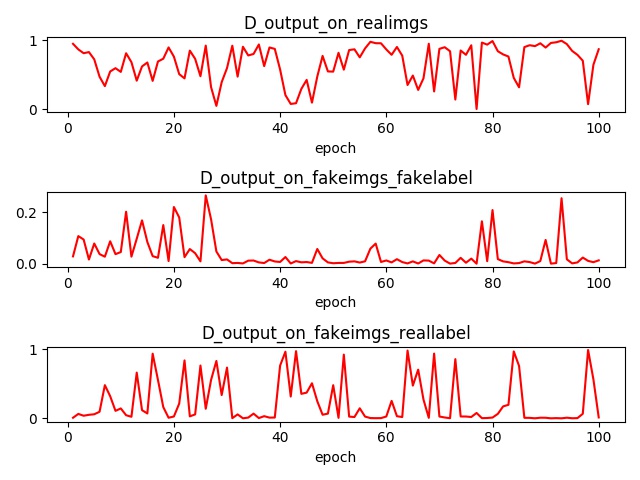 D_output_on_realimgs
1
0
0 20 40 60 80 100
epoch
D_output_on_fakeimgs_fakelabel
0.2
0.0
0 20 40 60 80 100
epoch
D_output_on_fakeimgs_reallabel
1
0
0 20 40 60 80 100
epoch